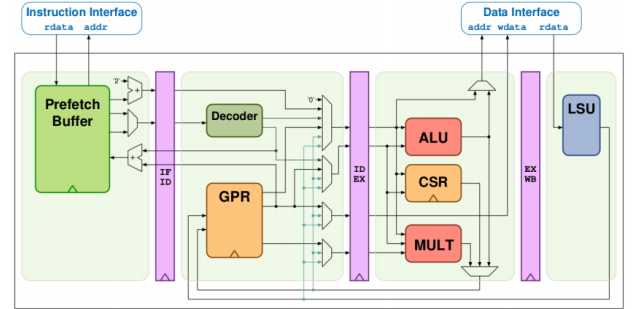 Instruction Interface
rdata addr
Data Interface
addr wdata rdata
'2'
+
'0'
Prefetch
Buffer
Decoder
ALU
LSU
+
IF
ID
GPR
ID
EX
CSR
EX
WB
MULT